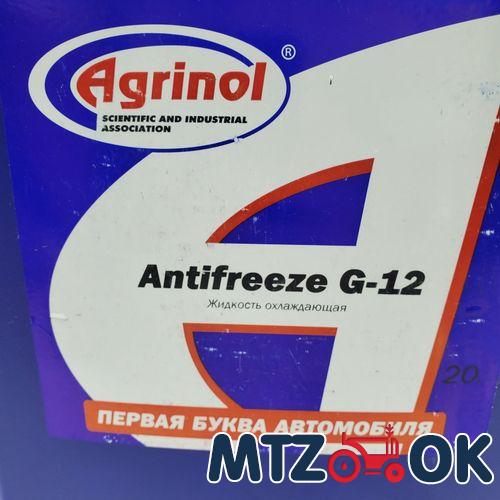 Agrinol ®
SCIENTIFIC AND INDUSTRIAL
ASSOCIATION
Antifreeze G-12
Жидкость охлаждающая
20
ПЕРВАЯ БУКВА АВТОМОБИЛЯ
MTZ OK